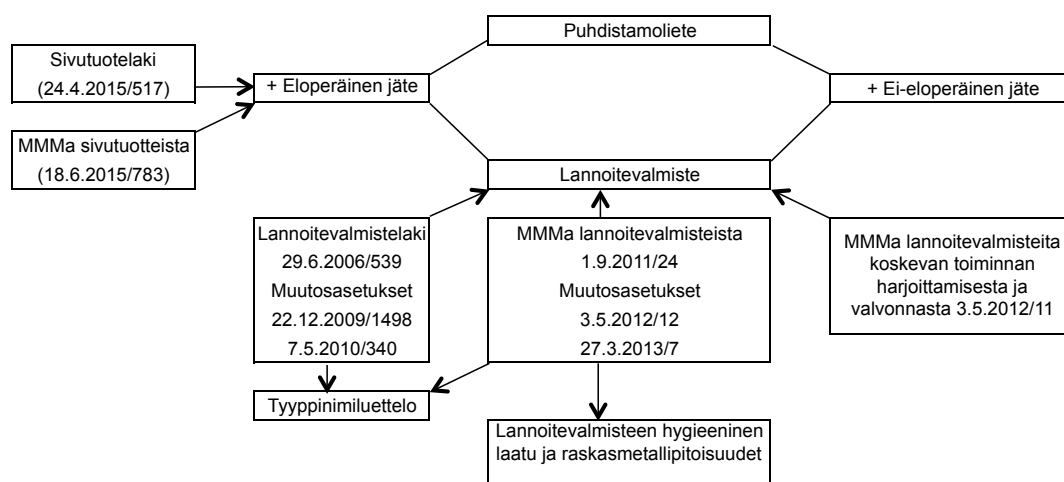 Puhdistamoliete
Sivutuotelaki
(24.4.2015/517)
+ Eloperäinen jäte
+ Ei-eloperäinen jäte
MMMa sivutuotteista
(18.6.2015/783)
Lannoitevalmiste
Lannoitevalmistelaki
29.6.2006/539
Muutosasetukset
22.12.2009/1498
7.5.2010/340
MMMa lannoitevalmisteista
1.9.2011/24
Muutosasetukset
3.5.2012/12
27.3.2013/7
MMMa lannoitevalmisteita
koskevan toiminnan
harjoittamisesta ja
valvonnasta 3.5.2012/11
Tyyppinimiluettelo
Lannoitevalmisteen hygieeninen
laatu ja raskasmetallipitoisuudet